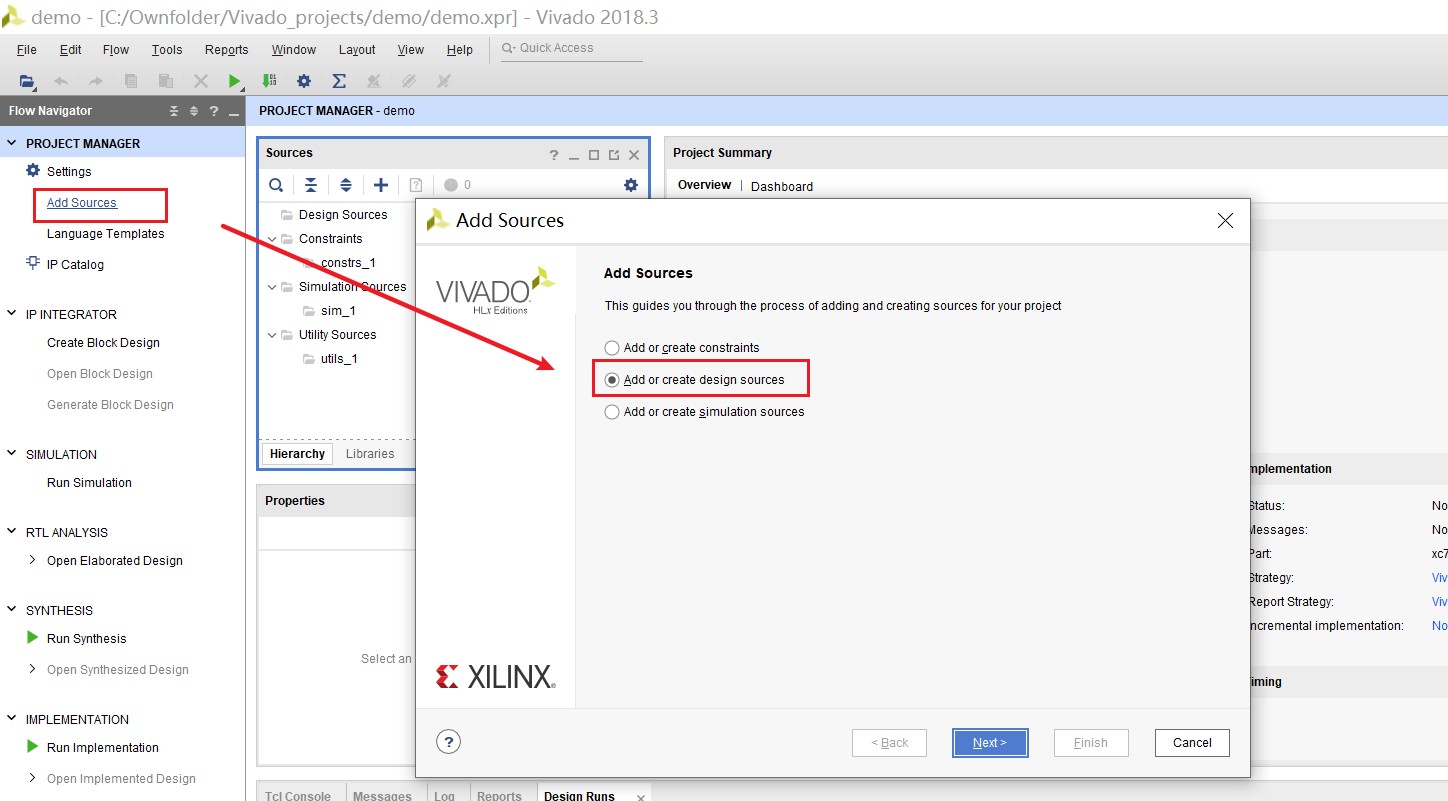 demo - [C:/Ownfolder/Vivado_projects/demo/demo.xpr] - Vivado 2018.3
File Edit Flow Tools Reports Window Layout View Help Quick Access
Flow Navigator
PROJECT MANAGER
Settings
Add Sources
Language Templates
IP Catalog
IP INTEGRATOR
Create Block Design
Open Block Design
Generate Block Design
SIMULATION
Run Simulation
RTL ANALYSIS
Open Elaborated Design
SYNTHESIS
Run Synthesis
Open Synthesized Design
IMPLEMENTATION
Run Implementation
Open Implemented Design
PROJECT MANAGER - demo
Sources
0
Design Sources
Constraints
constrs_1
Simulation Sources
sim_1
Utility Sources
utils_1
Hierarchy Libraries
Properties
Select an
Project Summary
Overview | Dashboard
Add Sources
VIVADO
HLx Editions
XILINX
Add Sources
This guides you through the process of adding and creating sources for your project
Add or create constraints
Add or create design sources
Add or create simulation sources
? < Back Next > Finish Cancel
mplementation
Status: No
Messages: No
Part: xc7
Strategy: Viv
Report Strategy: Viv
ncremental implementation: No
iming
Tcl Console Messages Log Reports Design Runs